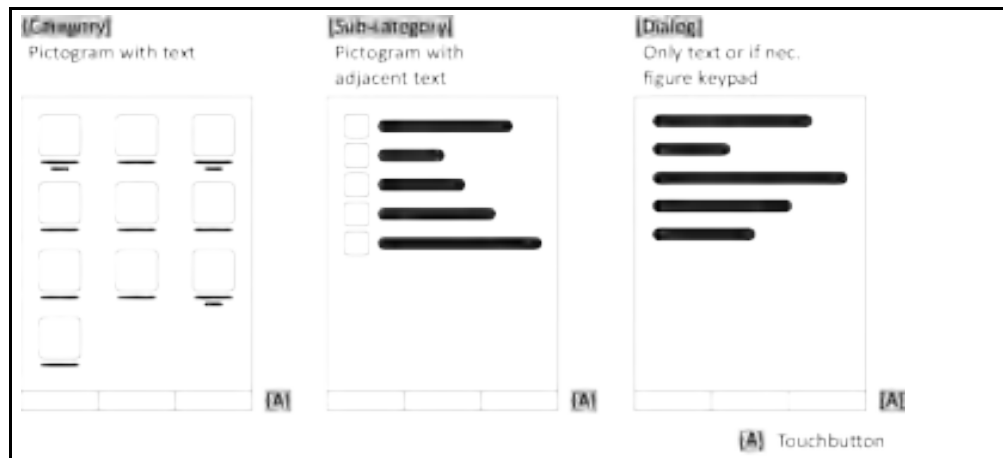 [Category]
Pictogram with text
[Sub-category]
Pictogram with
adjacent text
[Dialog]
Only text or if nec.
figure keypad
[A]
[A]
[A]
[A] Touchbutton